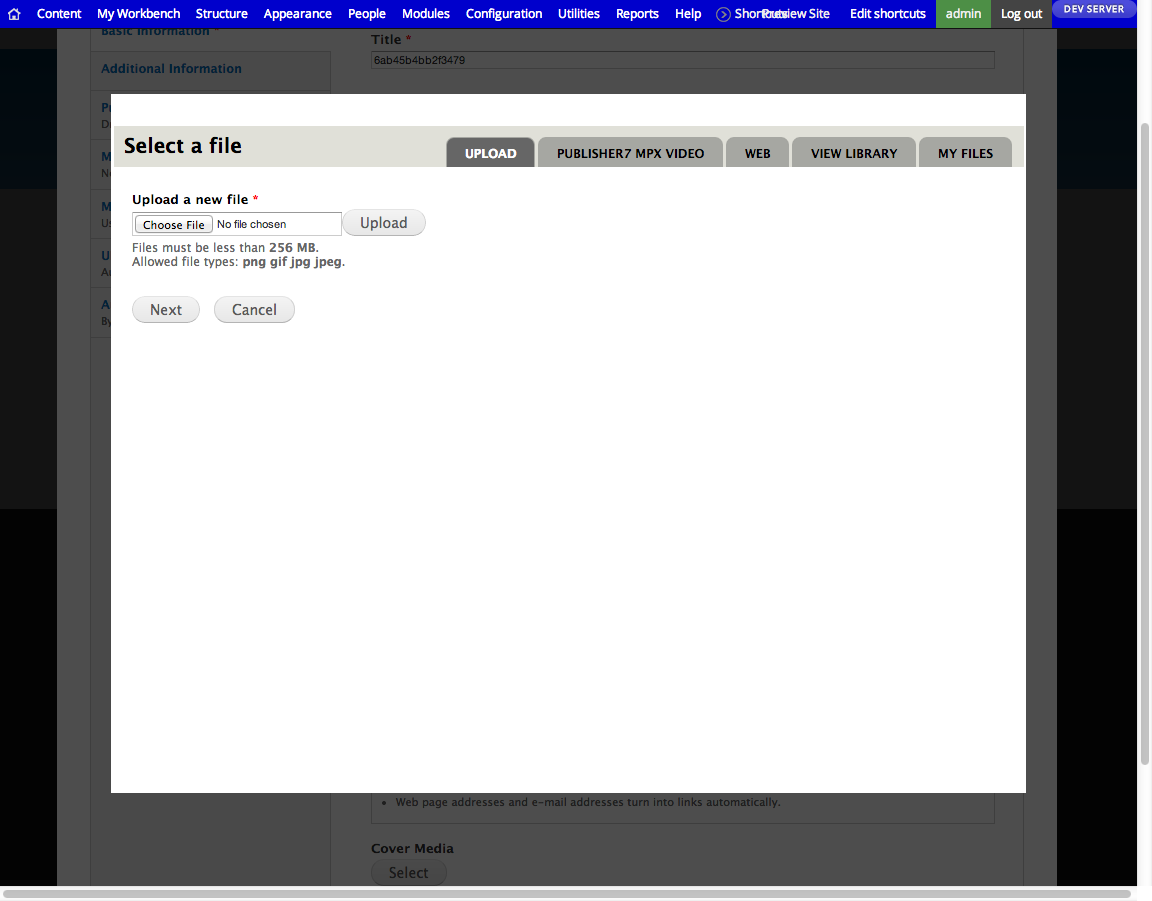 Content My Workbench Structure Appearance People Modules Configuration Utilities Reports Help Shortcuts Preview Site Edit shortcuts admin Log out DEV SERVER
Basic Information *
Title *
6ab45b4bb2f3479
Additional Information
Select a file
UPLOAD PUBLISHER7 MPX VIDEO WEB VIEW LIBRARY MY FILES
Upload a new file *
Choose File No file chosen Upload
Files must be less than 256 MB.
Allowed file types: png gif jpg jpeg.
Next Cancel
Web page addresses and e-mail addresses turn into links automatically.
Cover Media
Select